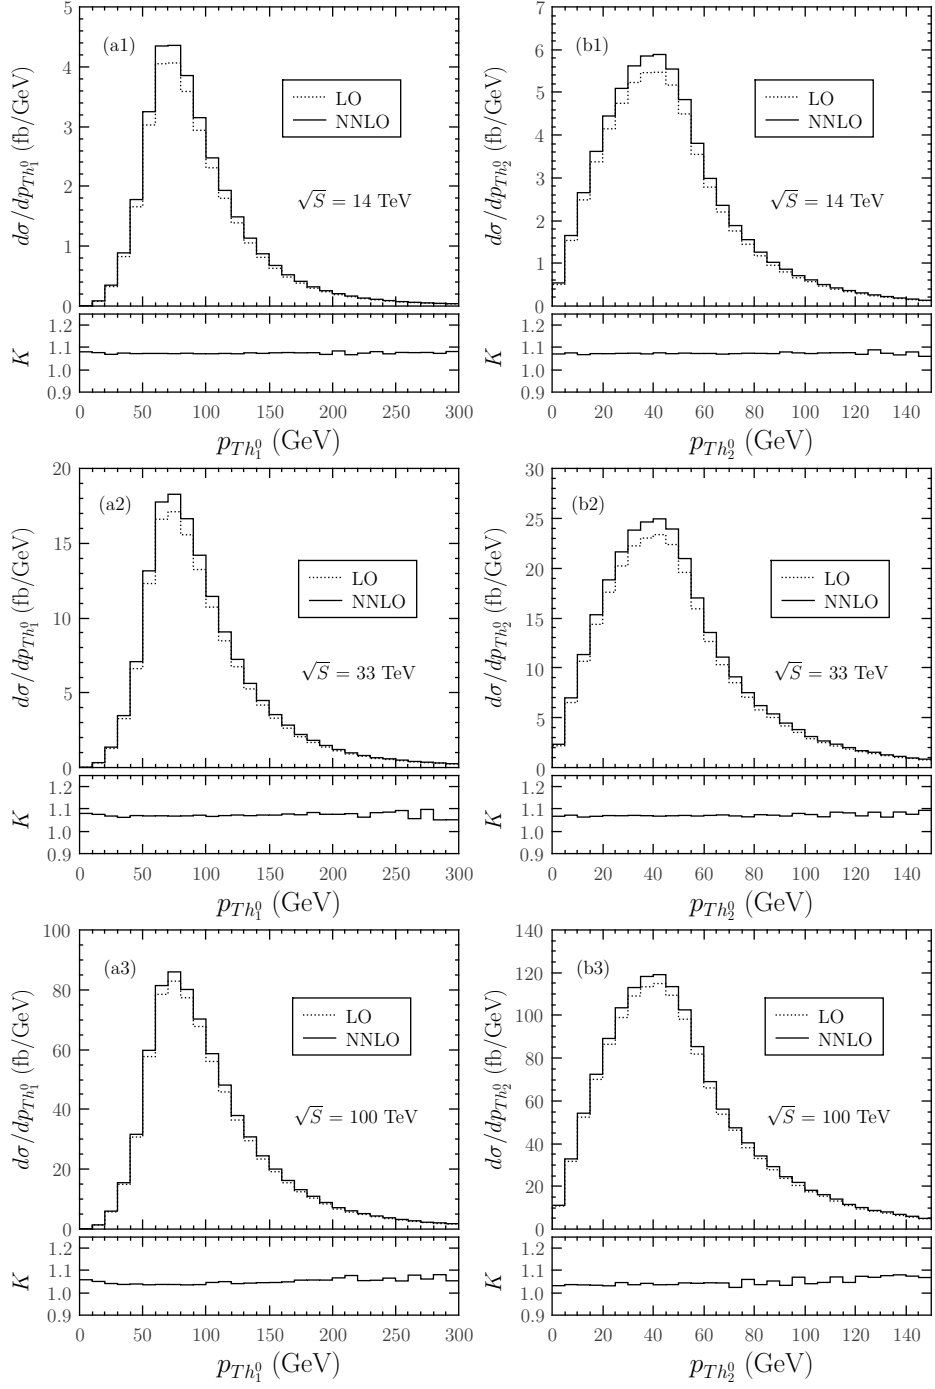 (a1)
LO
NNLO
√S = 14 TeV
dσ/dp_{Th_1^0} (fb/GeV)
5
4
3
2
1
0
K
1.2
1.1
1.0
0.9
0 50 100 150 200 250 300
p_{Th_1^0} (GeV)
(b1)
LO
NNLO
√S = 14 TeV
dσ/dp_{Th_2^0} (fb/GeV)
7
6
5
4
3
2
1
0
K
1.2
1.1
1.0
0.9
0 20 40 60 80 100 120 140
p_{Th_2^0} (GeV)
(a2)
LO
NNLO
√S = 33 TeV
dσ/dp_{Th_1^0} (fb/GeV)
20
15
10
5
0
K
1.2
1.1
1.0
0.9
0 50 100 150 200 250 300
p_{Th_1^0} (GeV)
(b2)
LO
NNLO
√S = 33 TeV
dσ/dp_{Th_2^0} (fb/GeV)
30
25
20
15
10
5
0
K
1.2
1.1
1.0
0.9
0 20 40 60 80 100 120 140
p_{Th_2^0} (GeV)
(a3)
LO
NNLO
√S = 100 TeV
dσ/dp_{Th_1^0} (fb/GeV)
100
80
60
40
20
0
K
1.2
1.1
1.0
0.9
0 50 100 150 200 250 300
p_{Th_1^0} (GeV)
(b3)
LO
NNLO
√S = 100 TeV
dσ/dp_{Th_2^0} (fb/GeV)
140
120
100
80
60
40
20
0
K
1.2
1.1
1.0
0.9
0 20 40 60 80 100 120 140
p_{Th_2^0} (GeV)